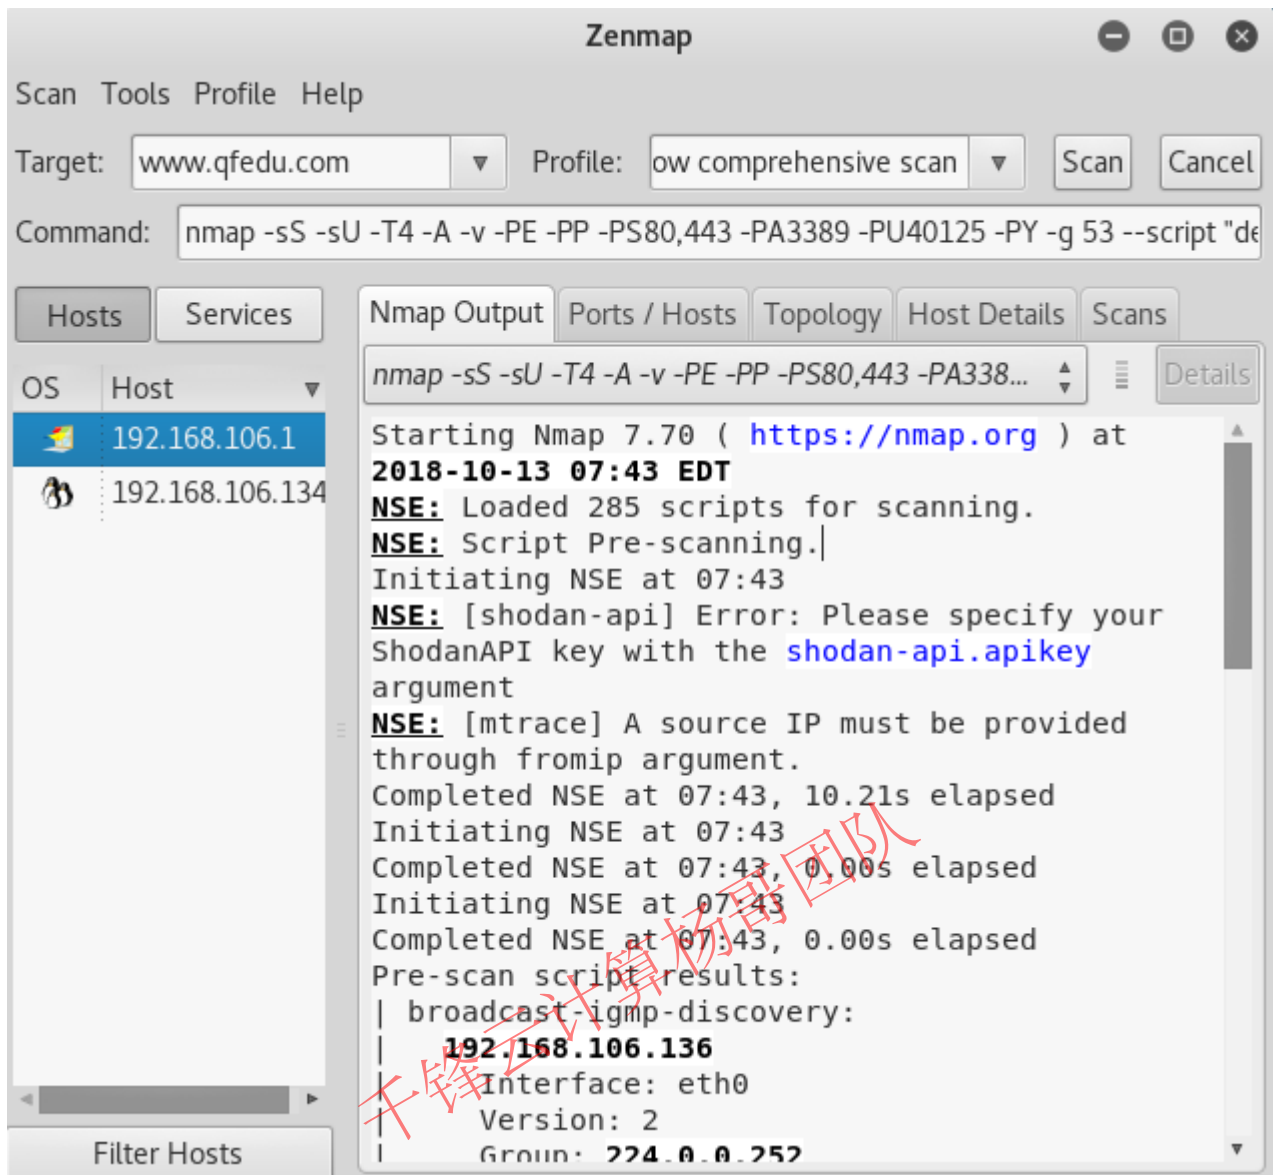 Zenmap
Scan Tools Profile Help
Target: www.qfedu.com Profile: ow comprehensive scan Scan Cancel
Command: nmap -sS -sU -T4 -A -v -PE -PP -PS80,443 -PA3389 -PU40125 -PY -g 53 --script "de
Hosts Services
OS Host
192.168.106.1
192.168.106.134
Filter Hosts
Nmap Output Ports / Hosts Topology Host Details Scans
nmap -sS -sU -T4 -A -v -PE -PP -PS80,443 -PA338... Details
Starting Nmap 7.70 ( https://nmap.org ) at
2018-10-13 07:43 EDT
NSE: Loaded 285 scripts for scanning.
NSE: Script Pre-scanning.
Initiating NSE at 07:43
NSE: [shodan-api] Error: Please specify your
ShodanAPI key with the shodan-api.apikey
argument
NSE: [mtrace] A source IP must be provided
through fromip argument.
Completed NSE at 07:43, 10.21s elapsed
Initiating NSE at 07:43
Completed NSE at 07:43, 0.00s elapsed
Initiating NSE at 07:43
Completed NSE at 07:43, 0.00s elapsed
Pre-scan script results:
| broadcast-igmp-discovery:
|   192.168.106.136
|     Interface: eth0
|     Version: 2
|     Group: 224.0.0.252
千锋云计算杨哥团队